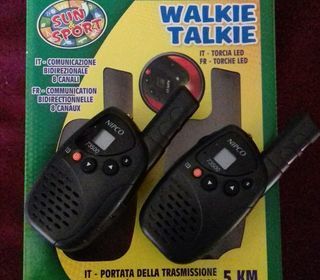 SUN
SPORT
WALKIE
TALKIE
IT - TORCIA LED
FR - TORCHE LED
IT - COMUNICAZIONE
BIDIREZIONALE
8 CANALI
FR - COMMUNICATION
BIDIRECTIONNELLE
8 CANAUX
NIPCO
NIPCO
IT - PORTATA DELLA TRASMISSIONE
5 KM